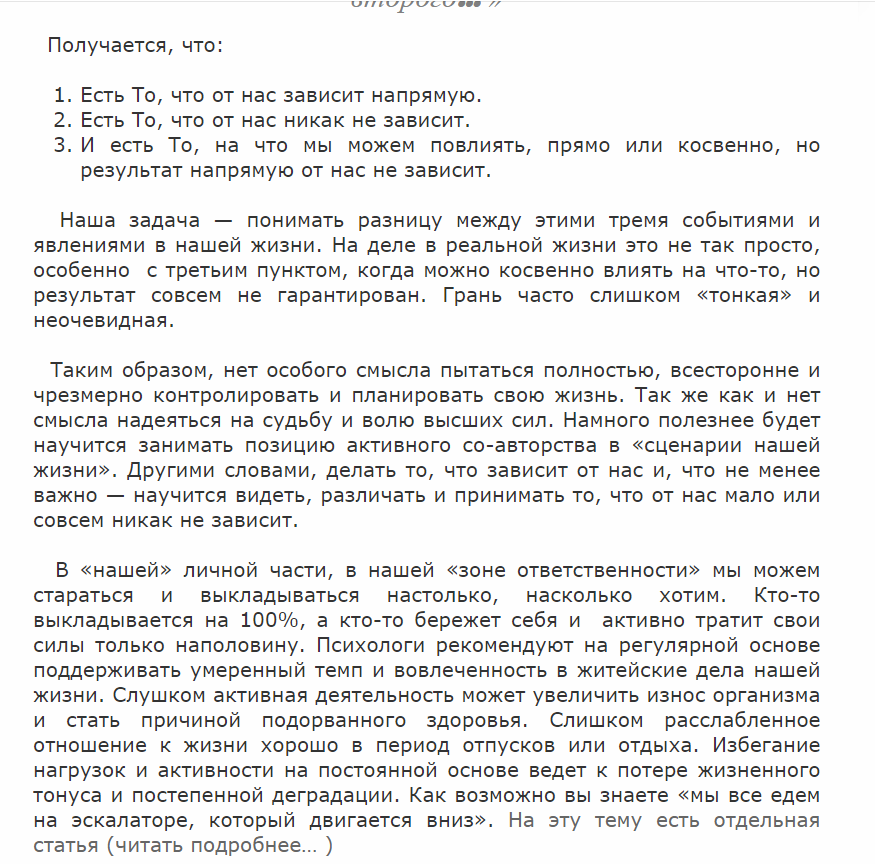 второго... »
Получается, что:
1. Есть То, что от нас зависит напрямую.
2. Есть То, что от нас никак не зависит.
3. И есть То, на что мы можем повлиять, прямо или косвенно, но
результат напрямую от нас не зависит.
Наша задача — понимать разницу между этими тремя событиями и
явлениями в нашей жизни. На деле в реальной жизни это не так просто,
особенно с третьим пунктом, когда можно косвенно влиять на что-то, но
результат совсем не гарантирован. Грань часто слишком «тонкая» и
неочевидная.
Таким образом, нет особого смысла пытаться полностью, всесторонне и
чрезмерно контролировать и планировать свою жизнь. Так же как и нет
смысла надеяться на судьбу и волю высших сил. Намного полезнее будет
научится занимать позицию активного со-авторства в «сценарии нашей
жизни». Другими словами, делать то, что зависит от нас и, что не менее
важно — научится видеть, различать и принимать то, что от нас мало или
совсем никак не зависит.
В «нашей» личной части, в нашей «зоне ответственности» мы можем
стараться и выкладываться настолько, насколько хотим. Кто-то
выкладывается на 100%, а кто-то бережет себя и активно тратит свои
силы только наполовину. Психологи рекомендуют на регулярной основе
поддерживать умеренный темп и вовлеченность в житейские дела нашей
жизни. Слушком активная деятельность может увеличить износ организма
и стать причиной подорванного здоровья. Слишком расслабленное
отношение к жизни хорошо в период отпусков или отдыха. Избегание
нагрузок и активности на постоянной основе ведет к потере жизненного
тонуса и постепенной деградации. Как возможно вы знаете «мы все едем
на эскалаторе, который двигается вниз». На эту тему есть отдельная
статья (читать подробнее... )